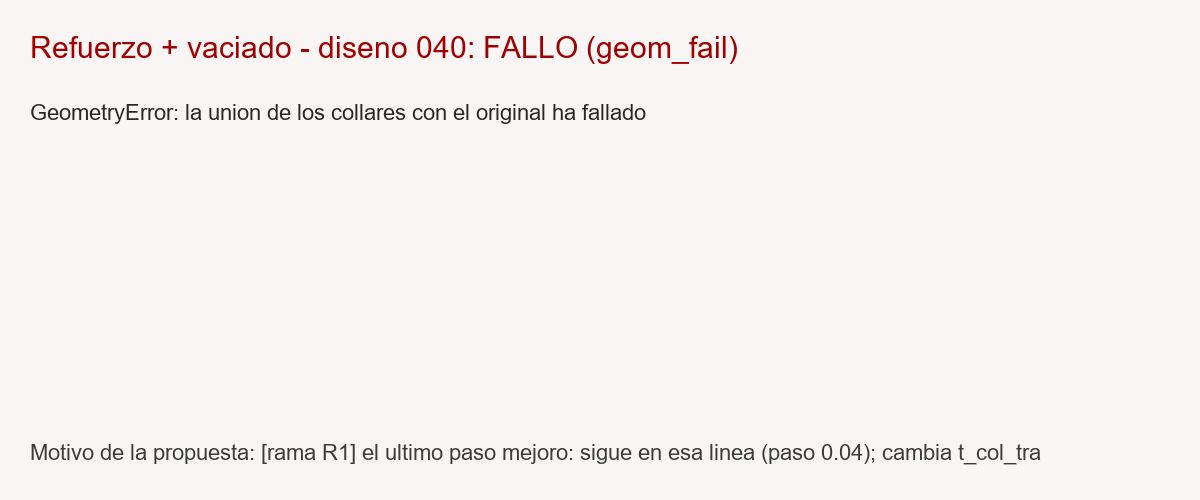 Refuerzo + vaciado - diseno 040: FALLO (geom_fail)
GeometryError: la union de los collares con el original ha fallado
Motivo de la propuesta: [rama R1] el ultimo paso mejoro: sigue en esa linea (paso 0.04); cambia t_col_tra